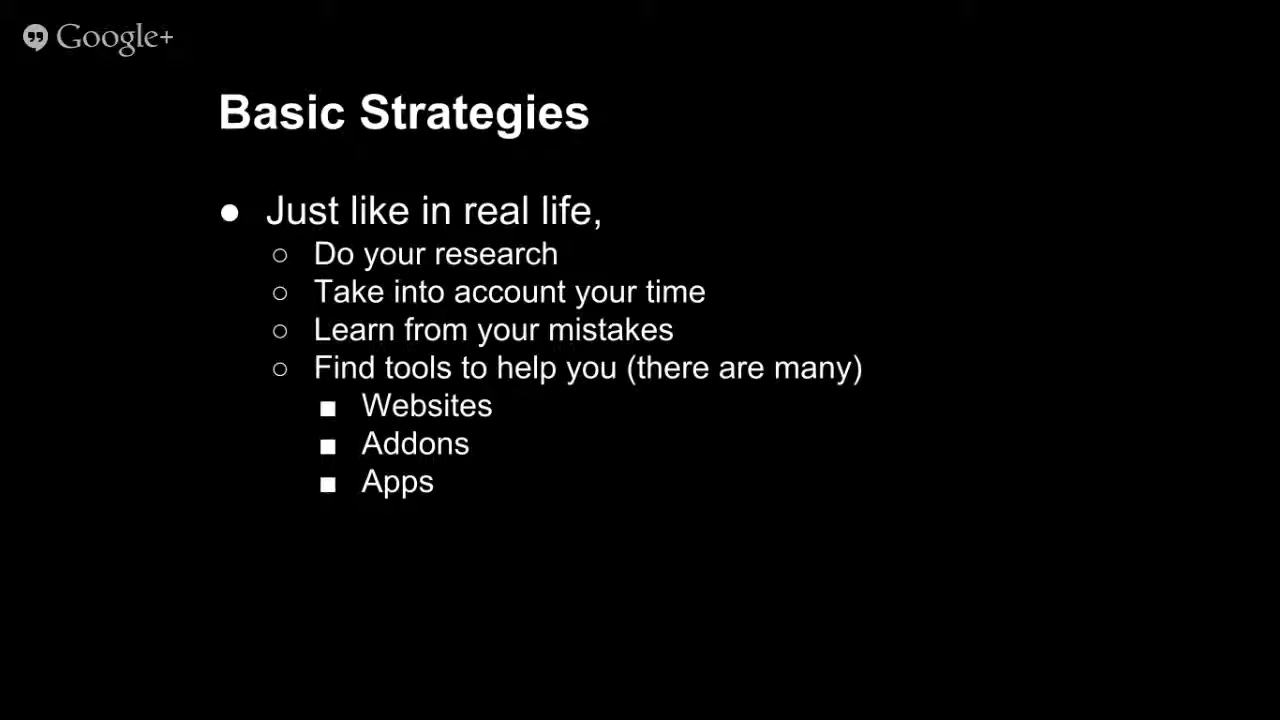 Google+
Basic Strategies
● Just like in real life,
○ Do your research
○ Take into account your time
○ Learn from your mistakes
○ Find tools to help you (there are many)
■ Websites
■ Addons
■ Apps